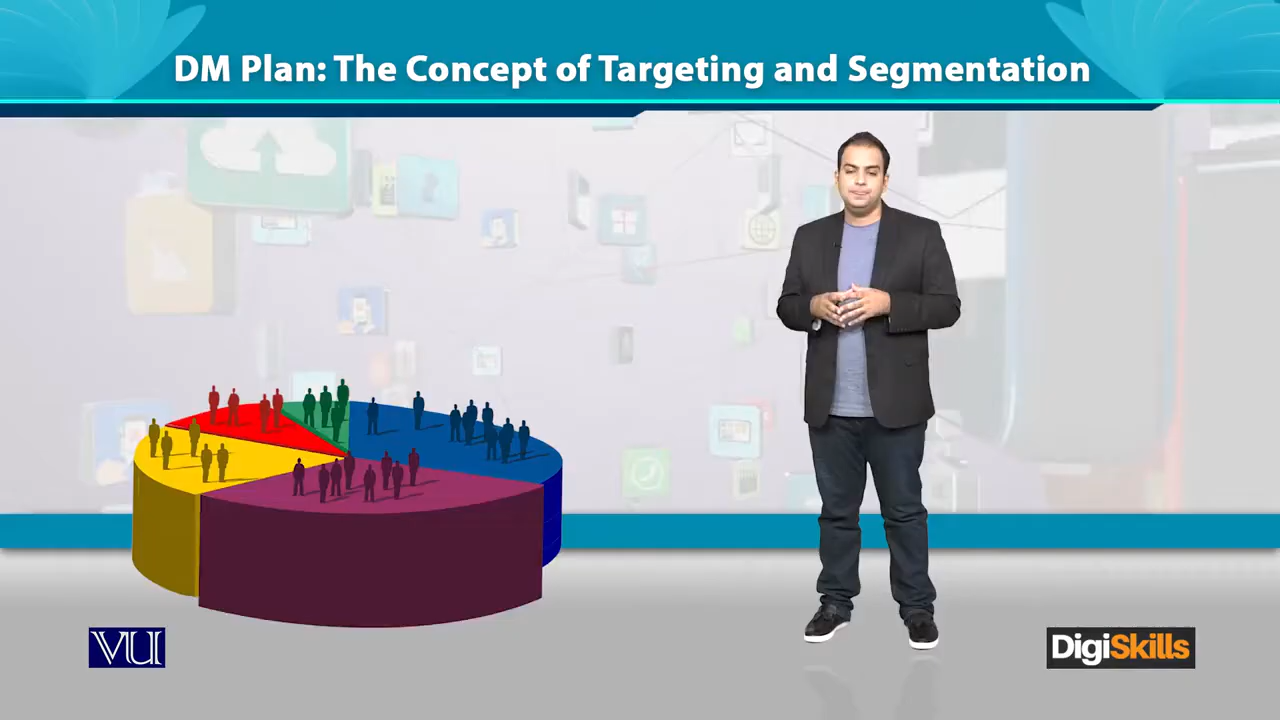 DM Plan: The Concept of Targeting and Segmentation
VU
DigiSkills